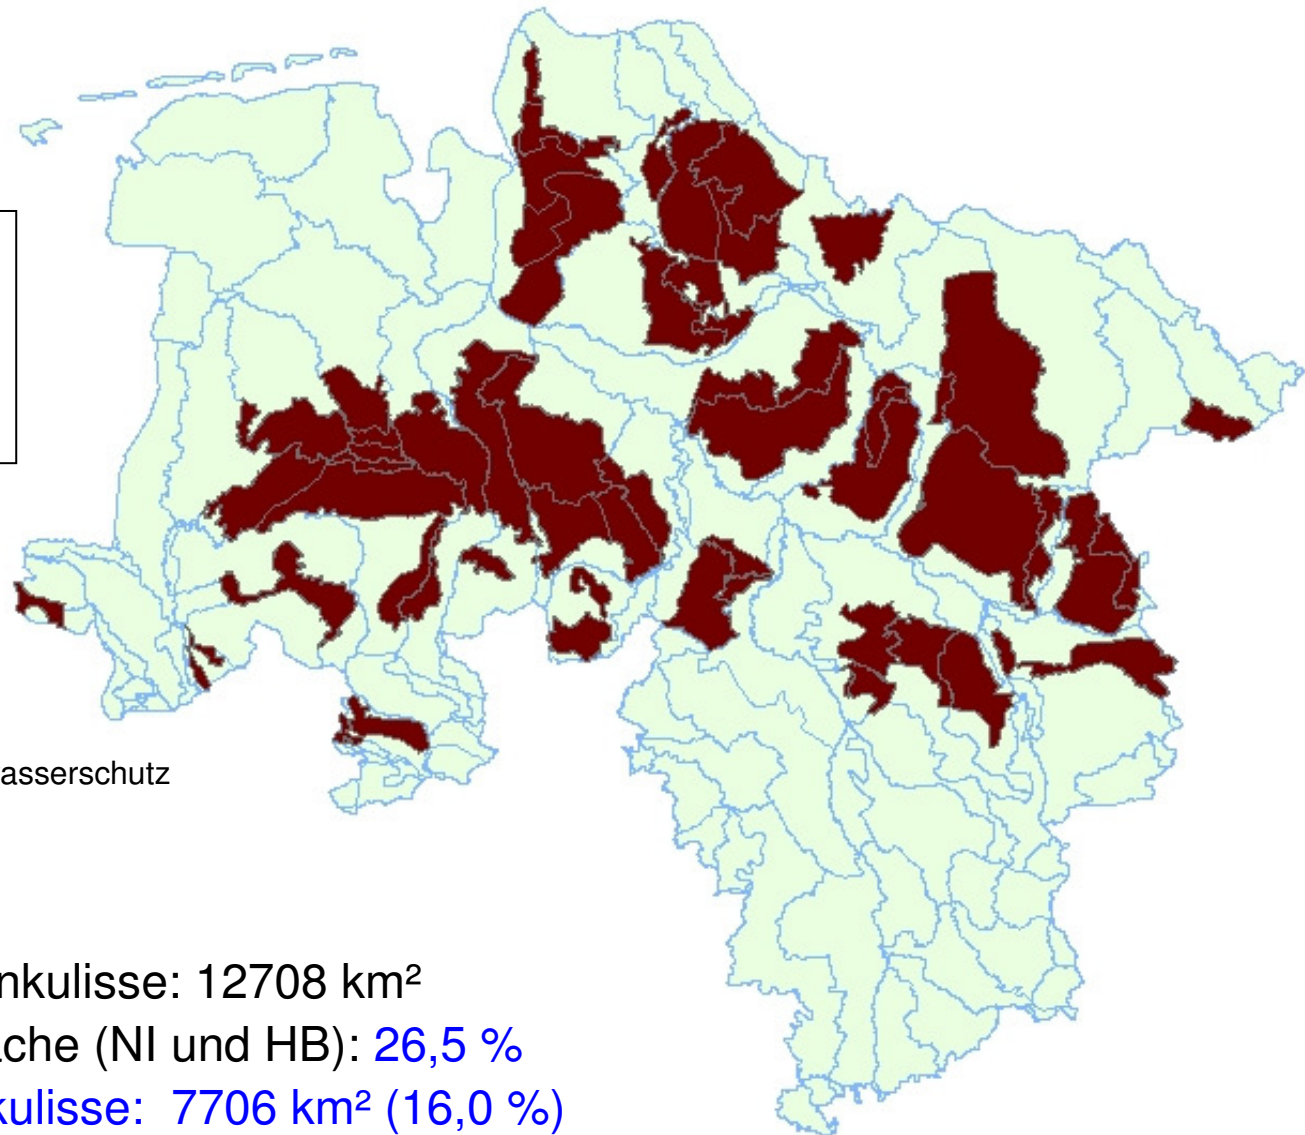 asserschutz
nkulisse: 12708 km²
che (NI und HB): 26,5 %
kulisse: 7706 km² (16,0 %)